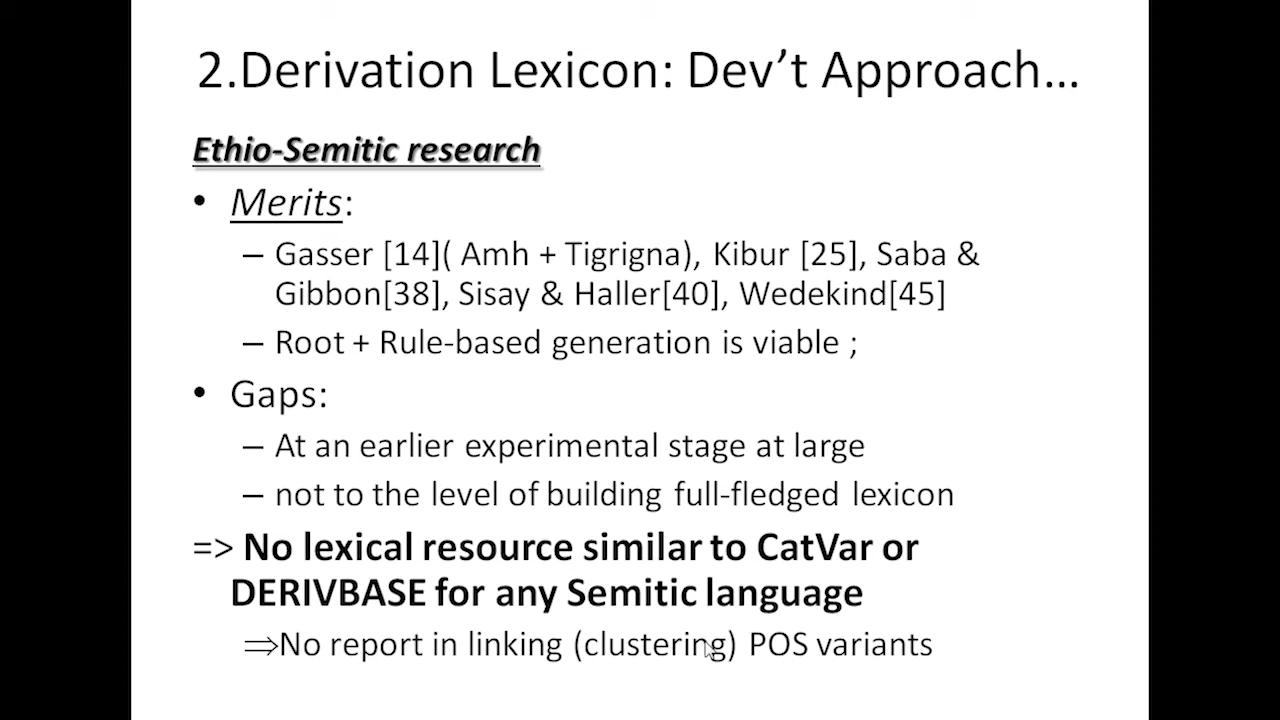 2.Derivation Lexicon: Dev’t Approach…
Ethio-Semitic research
• Merits:
– Gasser [14]( Amh + Tigrigna), Kibur [25], Saba &
Gibbon[38], Sisay & Haller[40], Wedekind[45]
– Root + Rule-based generation is viable ;
• Gaps:
– At an earlier experimental stage at large
– not to the level of building full-fledged lexicon
=> No lexical resource similar to CatVar or
DERIVBASE for any Semitic language
⇒No report in linking (clustering) POS variants